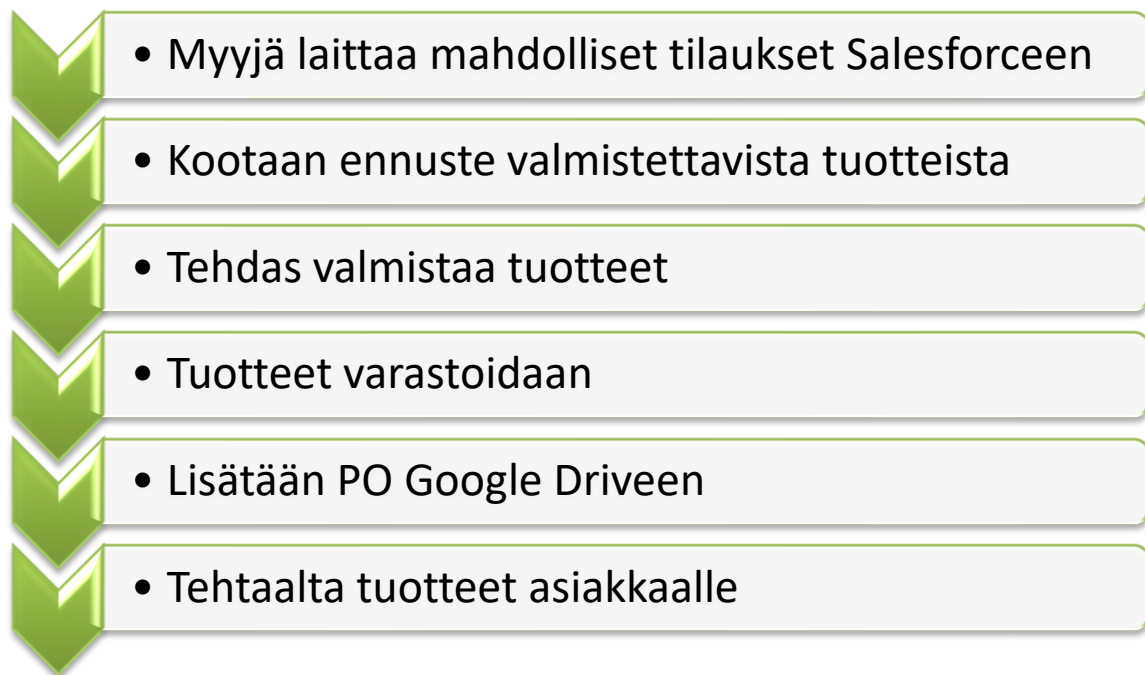 • Myyjä laittaa mahdolliset tilaukset Salesforceen
• Kootaan ennuste valmistettavista tuotteista
• Tehdas valmistaa tuotteet
• Tuotteet varastoidaan
• Lisätään PO Google Driveen
• Tehtaalta tuotteet asiakkaalle